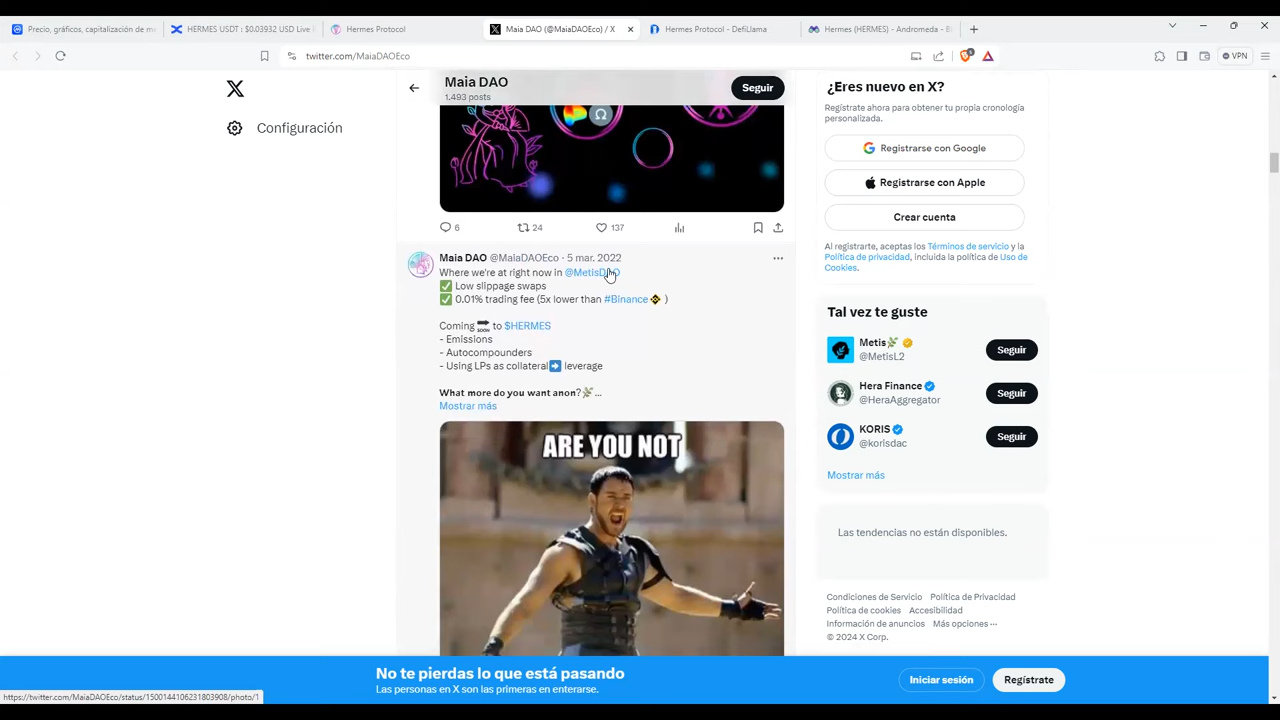 Precio, gráficos, capitalización de m
HERMES USDT : $0.03932 USD Live
Hermes Protocol
Maia DAO (@MaiaDAOEco) / X
Hermes Protocol - DefiLlama
Hermes (HERMES) - Andromeda -
twitter.com/MaiaDAOEco
VPN
Maia DAO
1.493 posts
Seguir
Configuración
6
24
137
Maia DAO @MaiaDAOEco · 5 mar. 2022
Where we're at right now in @MetisDAO
✅ Low slippage swaps
✅ 0.01% trading fee (5x lower than #Binance )
Coming 🔜 to $HERMES
- Emissions
- Autocompounders
- Using LPs as collateral➡️ leverage
What more do you want anon?🌿...
Mostrar más
ARE YOU NOT
¿Eres nuevo en X?
Regístrate ahora para obtener tu propia cronología
personalizada.
Registrarse con Google
Registrarse con Apple
Crear cuenta
Al registrarte, aceptas los Términos de servicio y la
Política de privacidad, incluida la política de Uso de
Cookies.
Tal vez te guste
Metis🌿
@MetisL2
Seguir
Hera Finance
@HeraAggregator
Seguir
KORIS
@korisdac
Seguir
Mostrar más
Las tendencias no están disponibles.
Condiciones de Servicio Política de Privacidad
Política de cookies Accesibilidad
Información de anuncios Más opciones ···
© 2024 X Corp.
No te pierdas lo que está pasando
Las personas en X son las primeras en enterarse.
Iniciar sesión
Regístrate
https://twitter.com/MaiaDAOEco/status/1500144106231803908/photo/1